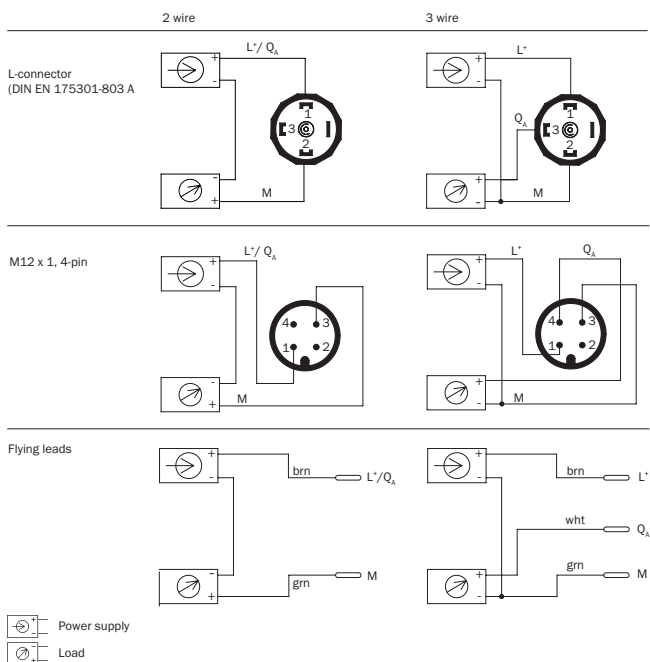 2 wire 3 wire
L-connector
(DIN EN 175301-803 A
+ L⁺/ Q_A
-
1
3
2
-
+ M
+ L⁺
-
Q_A
1
3
2
+
- M
M12 x 1, 4-pin
+ L⁺/ Q_A
-
4 3
1 2
-
+ M
+ L⁺ Q_A
-
4 3
1 2
+
- M
Flying leads
+
- brn L⁺/Q_A
-
+ grn M
+
- brn L⁺
wht Q_A
+
- grn M
+
- Power supply
-
+ Load